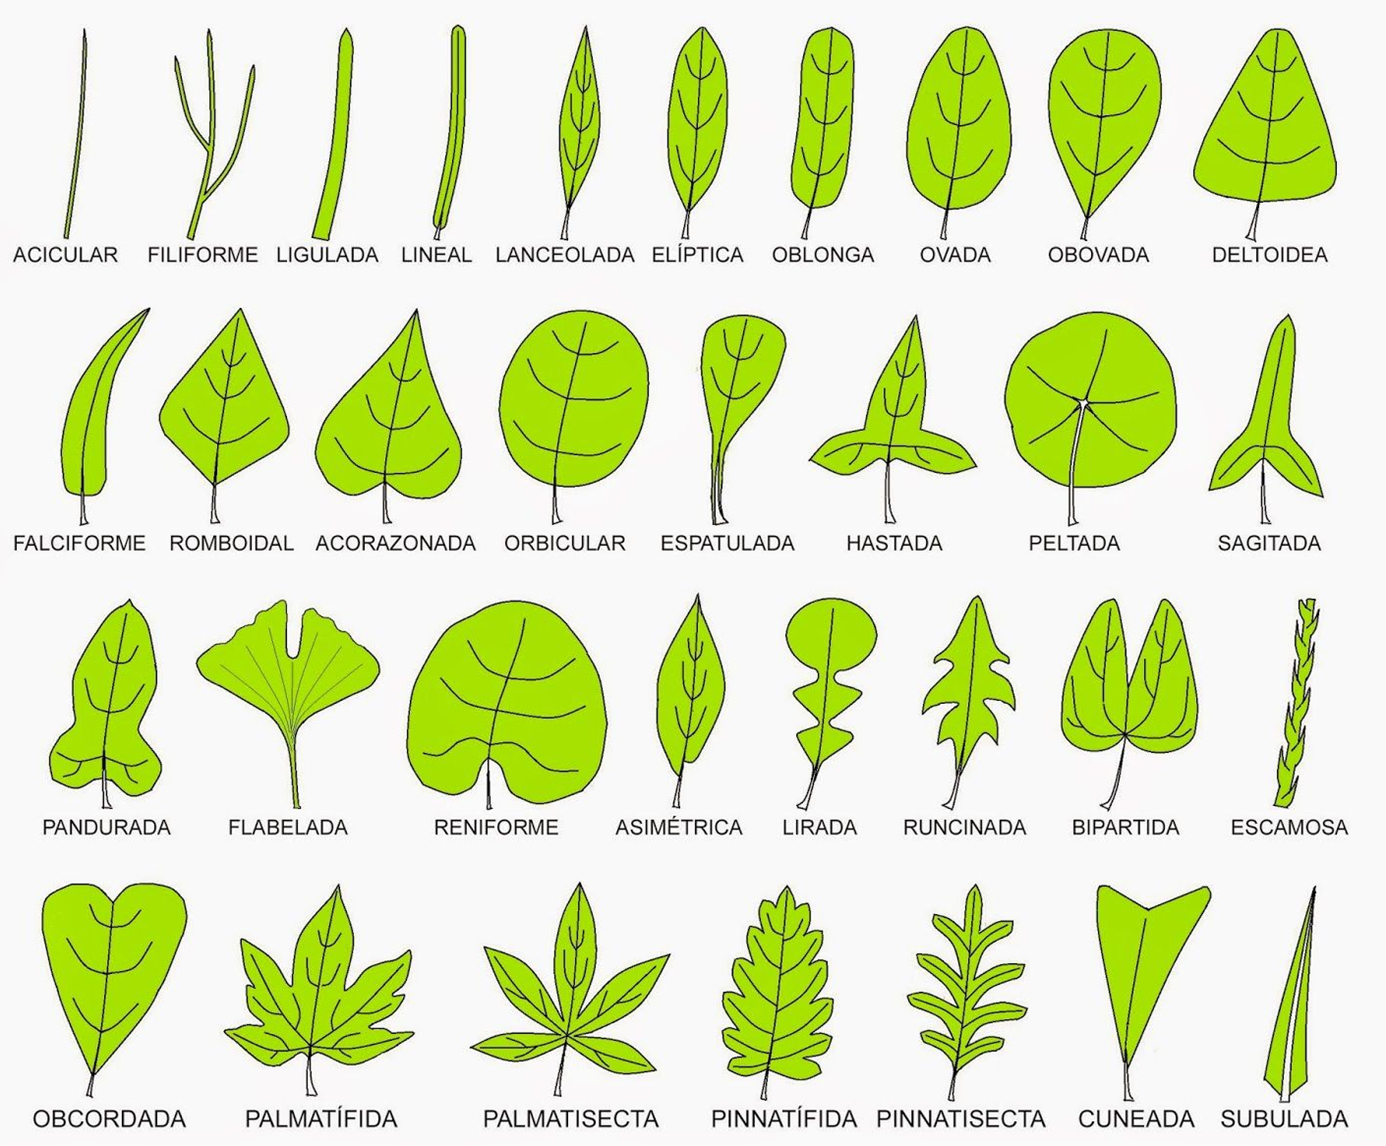 ACICULAR FILIFORME LIGULADA LINEAL LANCEOLADA ELÍPTICA OBLONGA OVADA OBOVADA DELTOIDEA
FALCIFORME ROMBOIDAL ACORAZONADA ORBICULAR ESPATULADA HASTADA PELTADA SAGITADA
PANDURADA FLABELADA RENIFORME ASIMÉTRICA LIRADA RUNCINADA BIPARTIDA ESCAMOSA
OBCORDADA PALMATÍFIDA PALMATISECTA PINNATÍFIDA PINNATISECTA CUNEADA SUBULADA